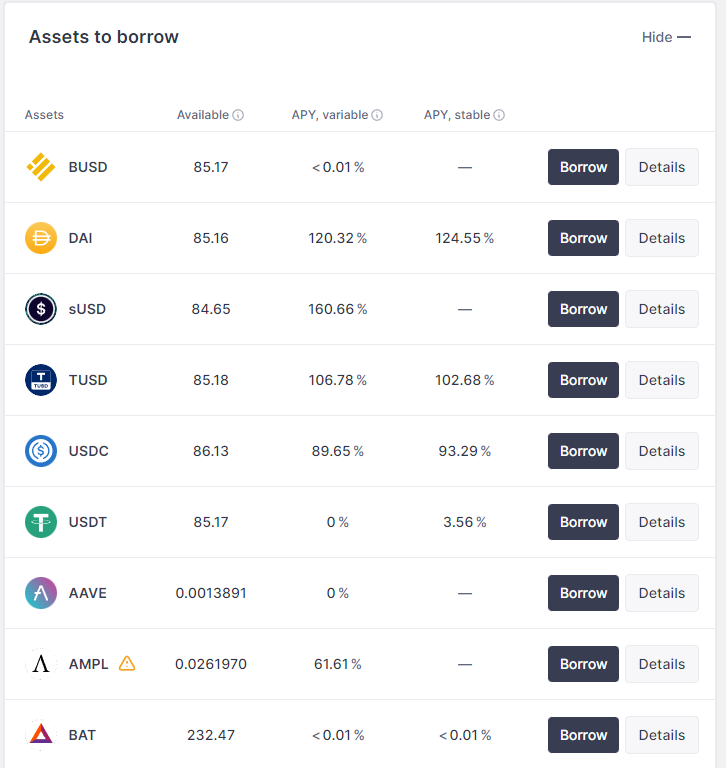 Assets to borrow Hide —
Assets Available APY, variable APY, stable
BUSD 85.17 <0.01 % — Borrow Details
DAI 85.16 120.32 % 124.55 % Borrow Details
$ sUSD 84.65 160.66 % — Borrow Details
T TUSD TUSD 85.18 106.78 % 102.68 % Borrow Details
$ USDC 86.13 89.65 % 93.29 % Borrow Details
USDT 85.17 0 % 3.56 % Borrow Details
AAVE 0.0013891 0 % — Borrow Details
AMPL 0.0261970 61.61 % — Borrow Details
BAT 232.47 <0.01 % <0.01 % Borrow Details